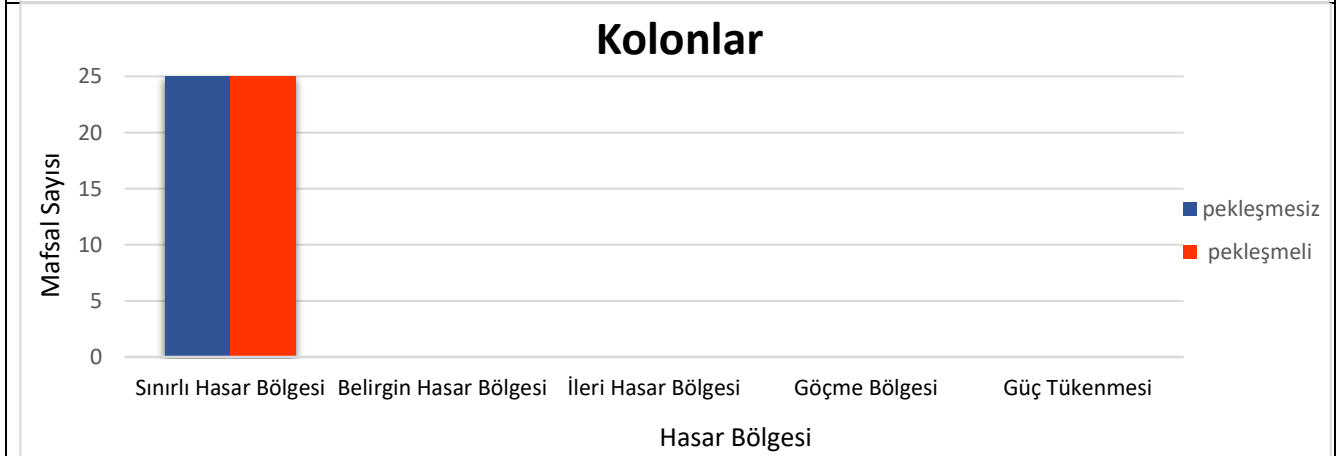 Kolonlar
25
20
15
10
5
0
Mafsal Sayısı
Sınırlı Hasar Bölgesi
Belirgin Hasar Bölgesi
İleri Hasar Bölgesi
Göçme Bölgesi
Güç Tükenmesi
Hasar Bölgesi
pekleşmesiz
pekleşmeli